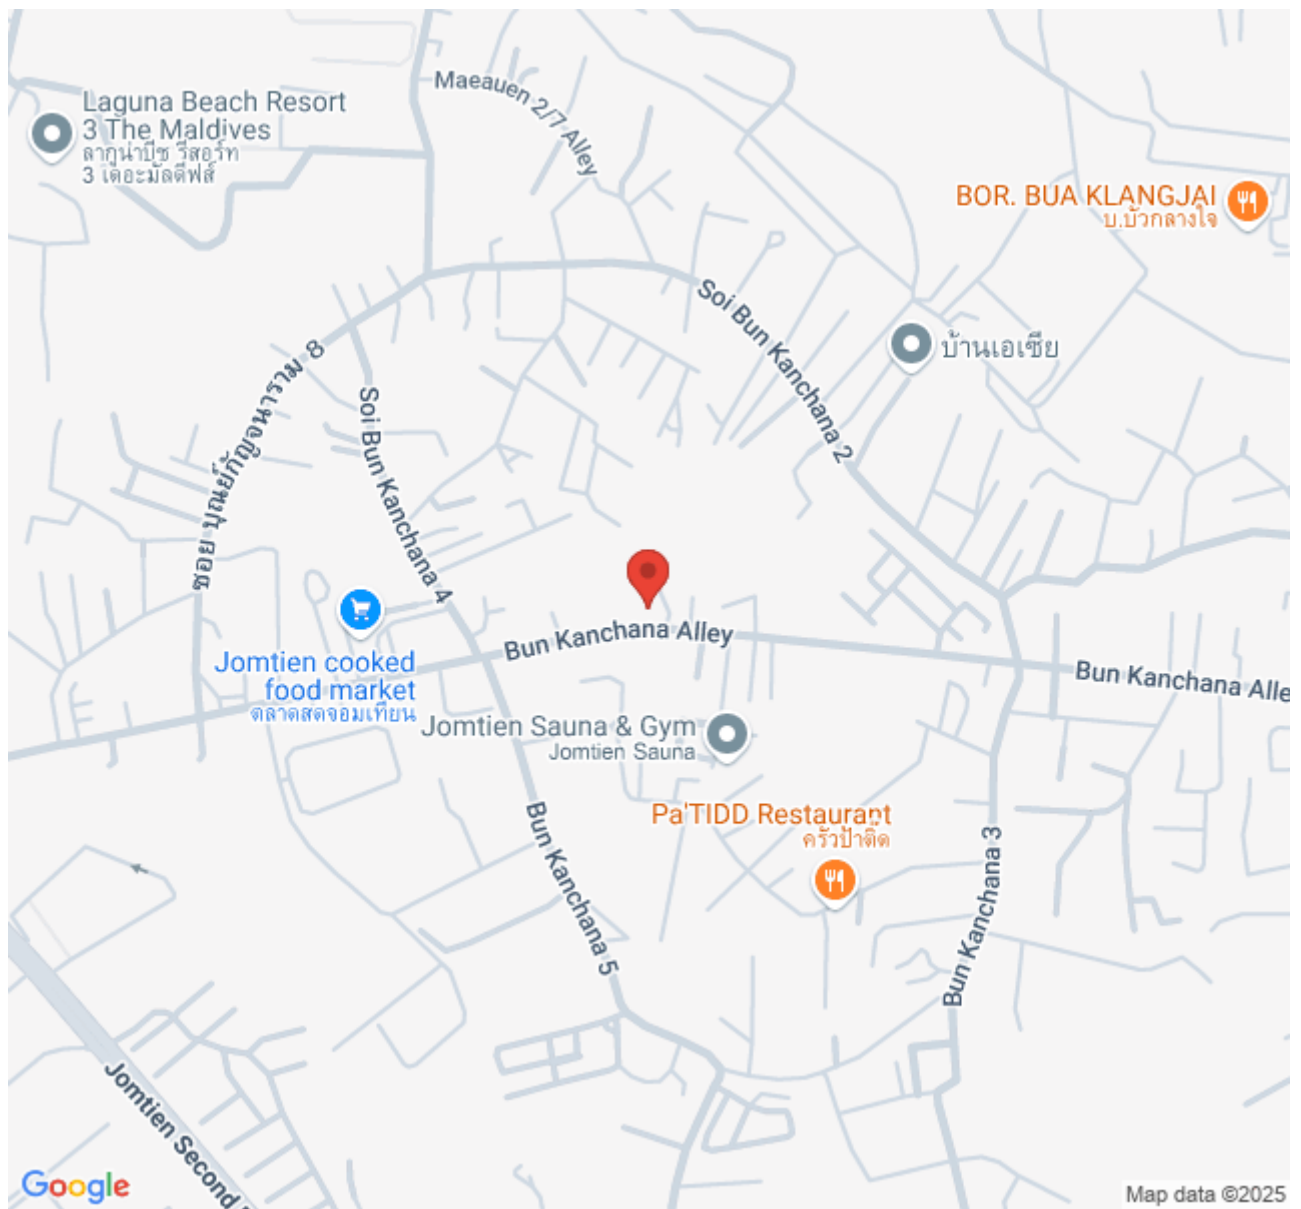 Maeauen 2/7 Alley
Laguna Beach Resort
3 The Maldives
ลากูน่าบีช รีสอร์ท
3 เดอะมัลดีฟส์
BOR. BUA KLANGJAI
บ.บัวกลางใจ
Soi Bun Kanchana 2
บ้านเอเซีย
ซอย บุณย์กัญจนาราม 8
Soi Bun Kanchana 4
Bun Kanchana Alley
Bun Kanchana Alle
Jomtien cooked
food market
ตลาดสดจอมเทียน
Jomtien Sauna & Gym
Jomtien Sauna
Pa'TIDD Restaurant
ครัวป้าติ๊ด
Bun Kanchana 5
Bun Kanchana 3
Jomtien Second
Google
Map data ©2025